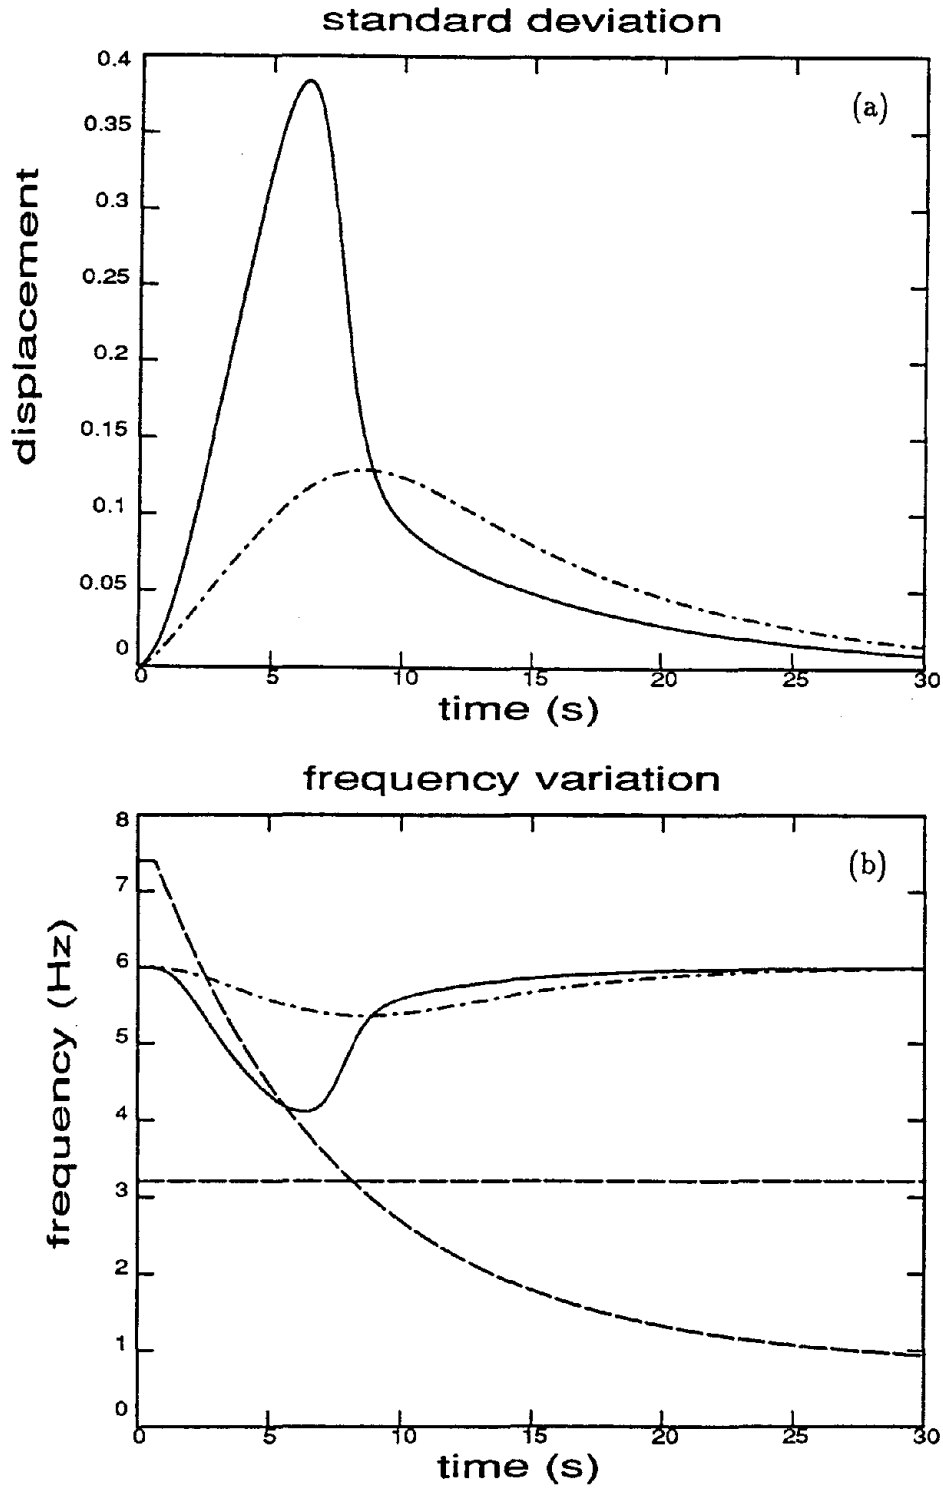 standard deviation
(a)
displacement
0.4
0.35
0.3
0.25
0.2
0.15
0.1
0.05
0
0 5 10 15 20 25 30
time (s)
frequency variation
(b)
frequency (Hz)
8
7
6
5
4
3
2
1
0
0 5 10 15 20 25 30
time (s)